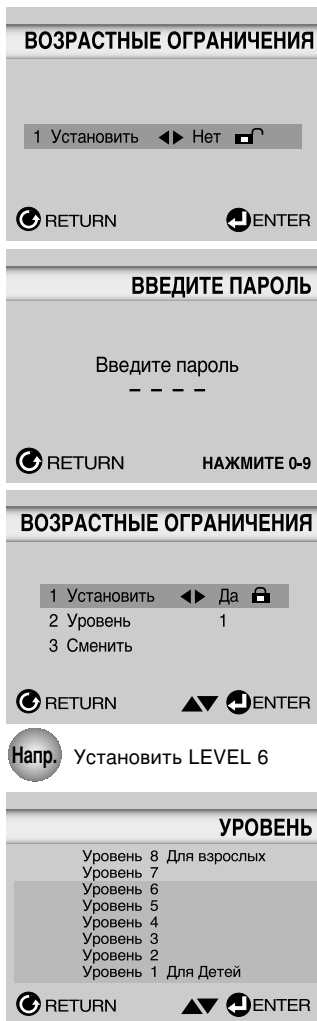 ВОЗРАСТНЫЕ ОГРАНИЧЕНИЯ
1 Установить ◀▶ Нет
RETURN ENTER
ВВЕДИТЕ ПАРОЛЬ
Введите пароль
– – – –
RETURN НАЖМИТЕ 0-9
ВОЗРАСТНЫЕ ОГРАНИЧЕНИЯ
1 Установить ◀▶ Да
2 Уровень 1
3 Сменить
RETURN ▲▼ ENTER
Напр. Установить LEVEL 6
УРОВЕНЬ
Уровень 8 Для взрослых
Уровень 7
Уровень 6
Уровень 5
Уровень 4
Уровень 3
Уровень 2
Уровень 1 Для Детей
RETURN ▲▼ ENTER